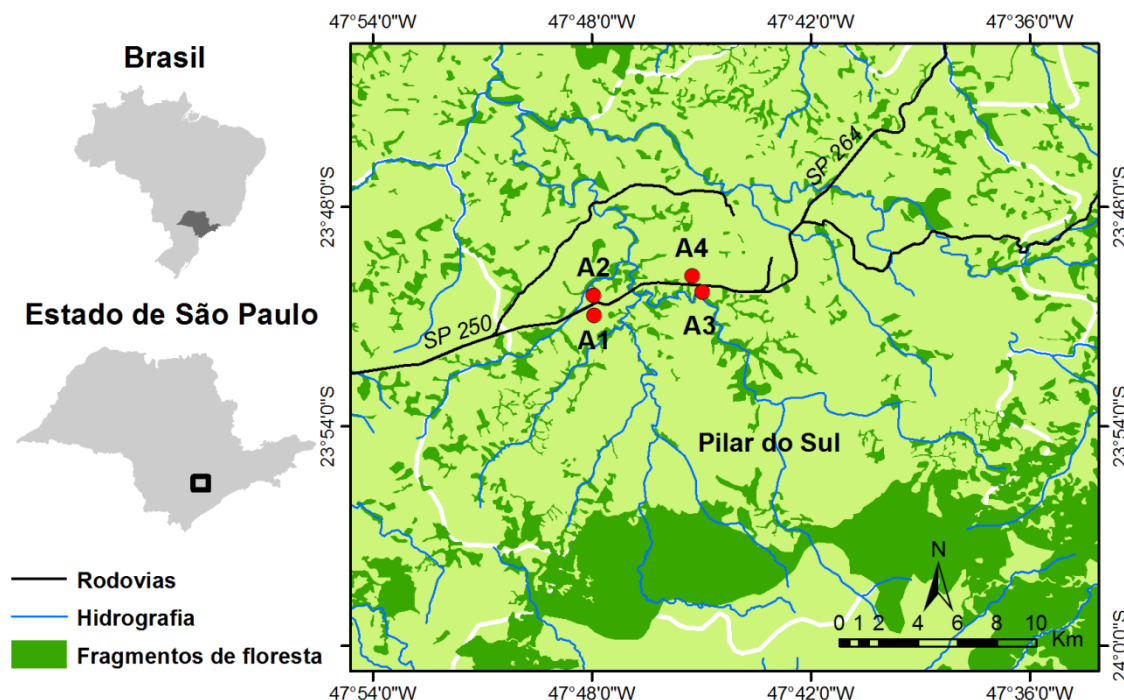 Brasil
Estado de São Paulo
Rodovias
Hidrografia
Fragmentos de floresta
47°54'0"W 47°48'0"W 47°42'0"W 47°36'0"W
23°48'0"S 23°48'0"S
SP 264
A4
A2
A3
A1
SP 250
23°54'0"S 23°54'0"S
Pilar do Sul
N
0 1 2 4 6 8 10
Km
24°0'0"S
47°54'0"W 47°48'0"W 47°42'0"W 47°36'0"W